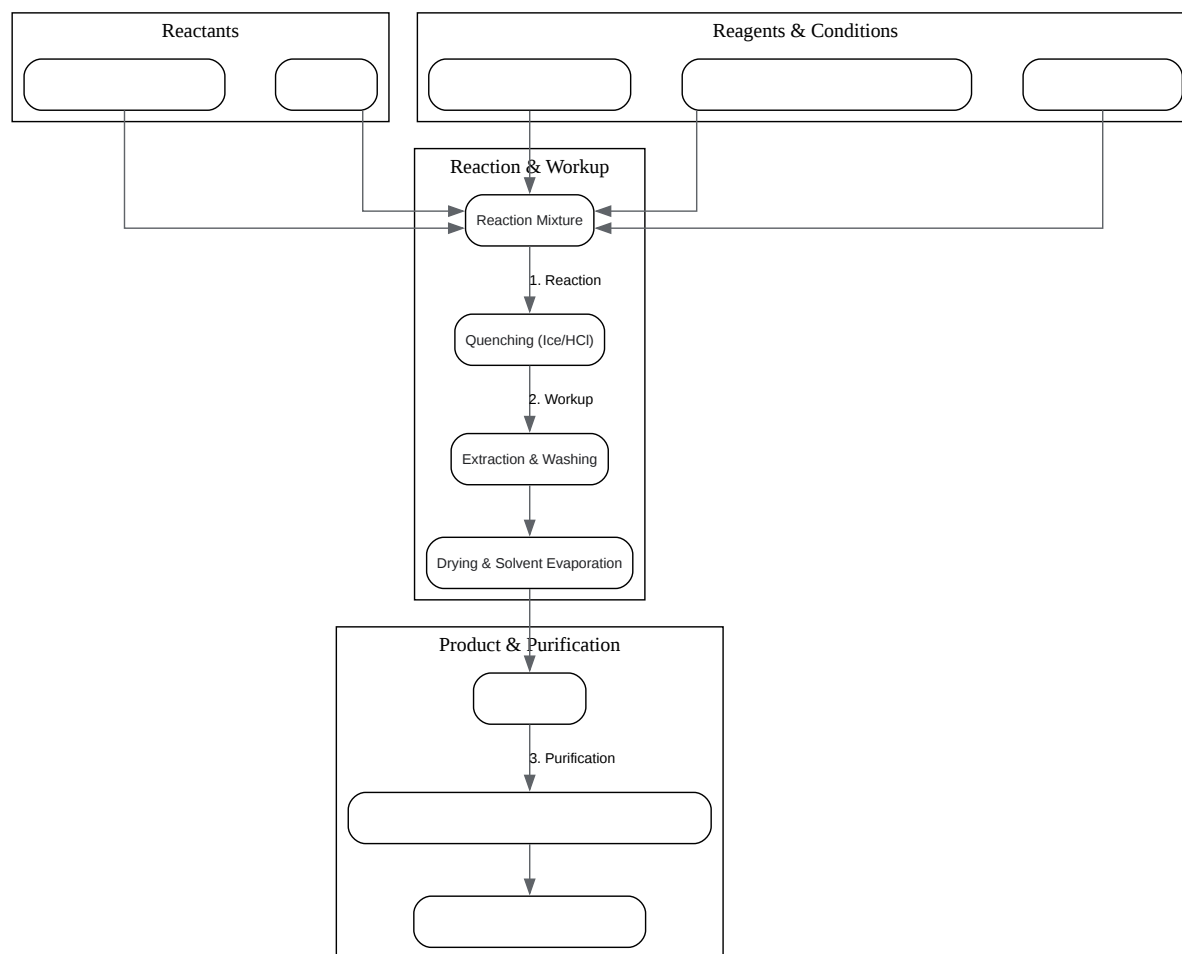 Reactants
Reagents & Conditions
Reaction & Workup
Reaction Mixture
1. Reaction
Quenching (Ice/HCl)
2. Workup
Extraction & Washing
Drying & Solvent Evaporation
Product & Purification
3. Purification